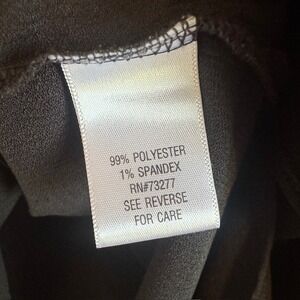 99% POLYESTER
1% SPANDEX
RN#73277
SEE REVERSE
FOR CARE